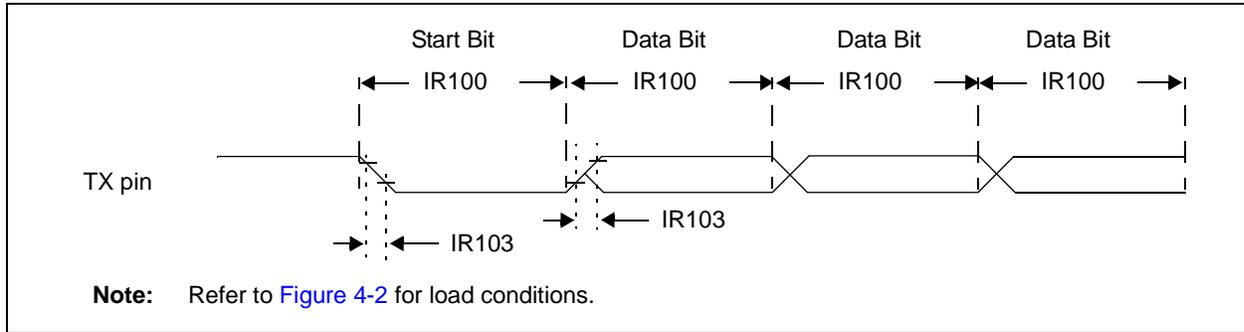 Start Bit Data Bit Data Bit Data Bit
IR100 IR100 IR100 IR100
TX pin
IR103
IR103
Note: Refer to Figure 4-2 for load conditions.